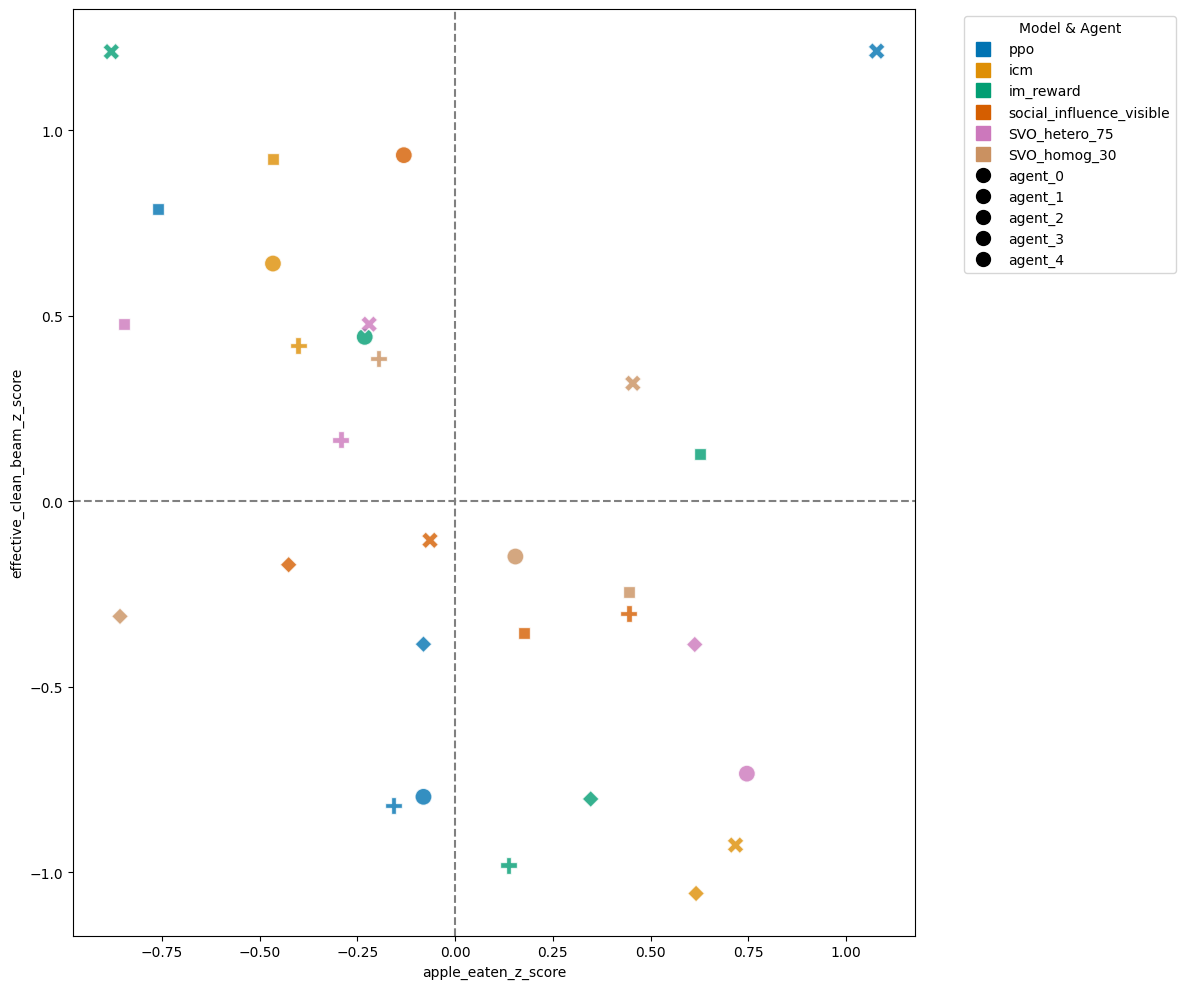 Model & Agent
ppo
icm
im_reward
social_influence_visible
SVO_hetero_75
SVO_homog_30
agent_0
agent_1
agent_2
agent_3
agent_4
effective_clean_beam_z_score
1.0
0.5
0.0
−0.5
−1.0
−0.75
−0.50
−0.25
0.00
0.25
0.50
0.75
1.00
apple_eaten_z_score